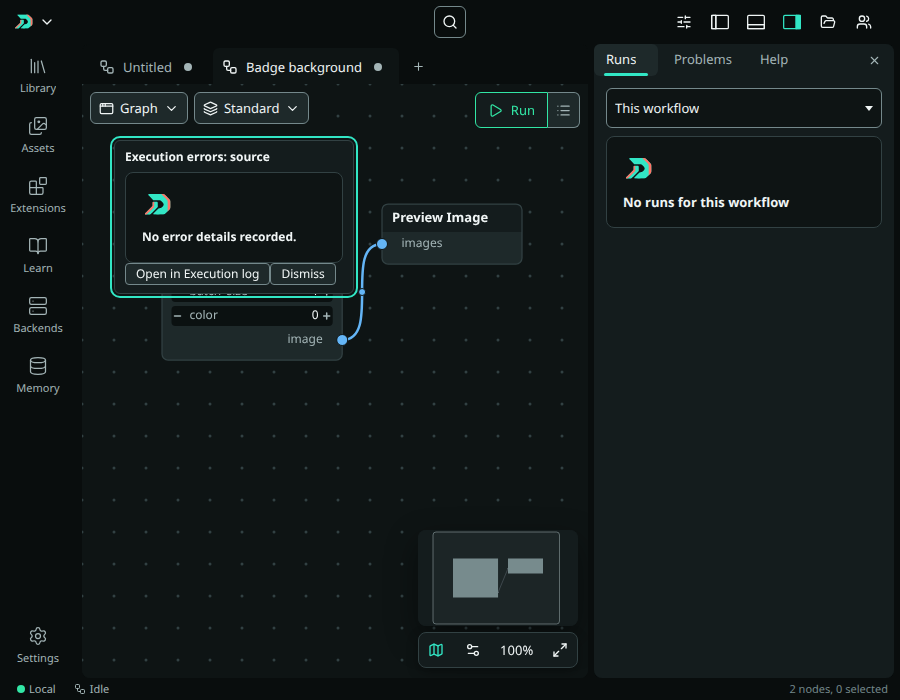 Library
Assets
Extensions
Learn
Backends
Memory
Settings
Untitled
Badge background
+
Graph
Standard
Run
Execution errors: source
No error details recorded.
Open in Execution log
Dismiss
color
0
image
Preview Image
images
100%
Runs
Problems
Help
This workflow
No runs for this workflow
Local
Idle
2 nodes, 0 selected